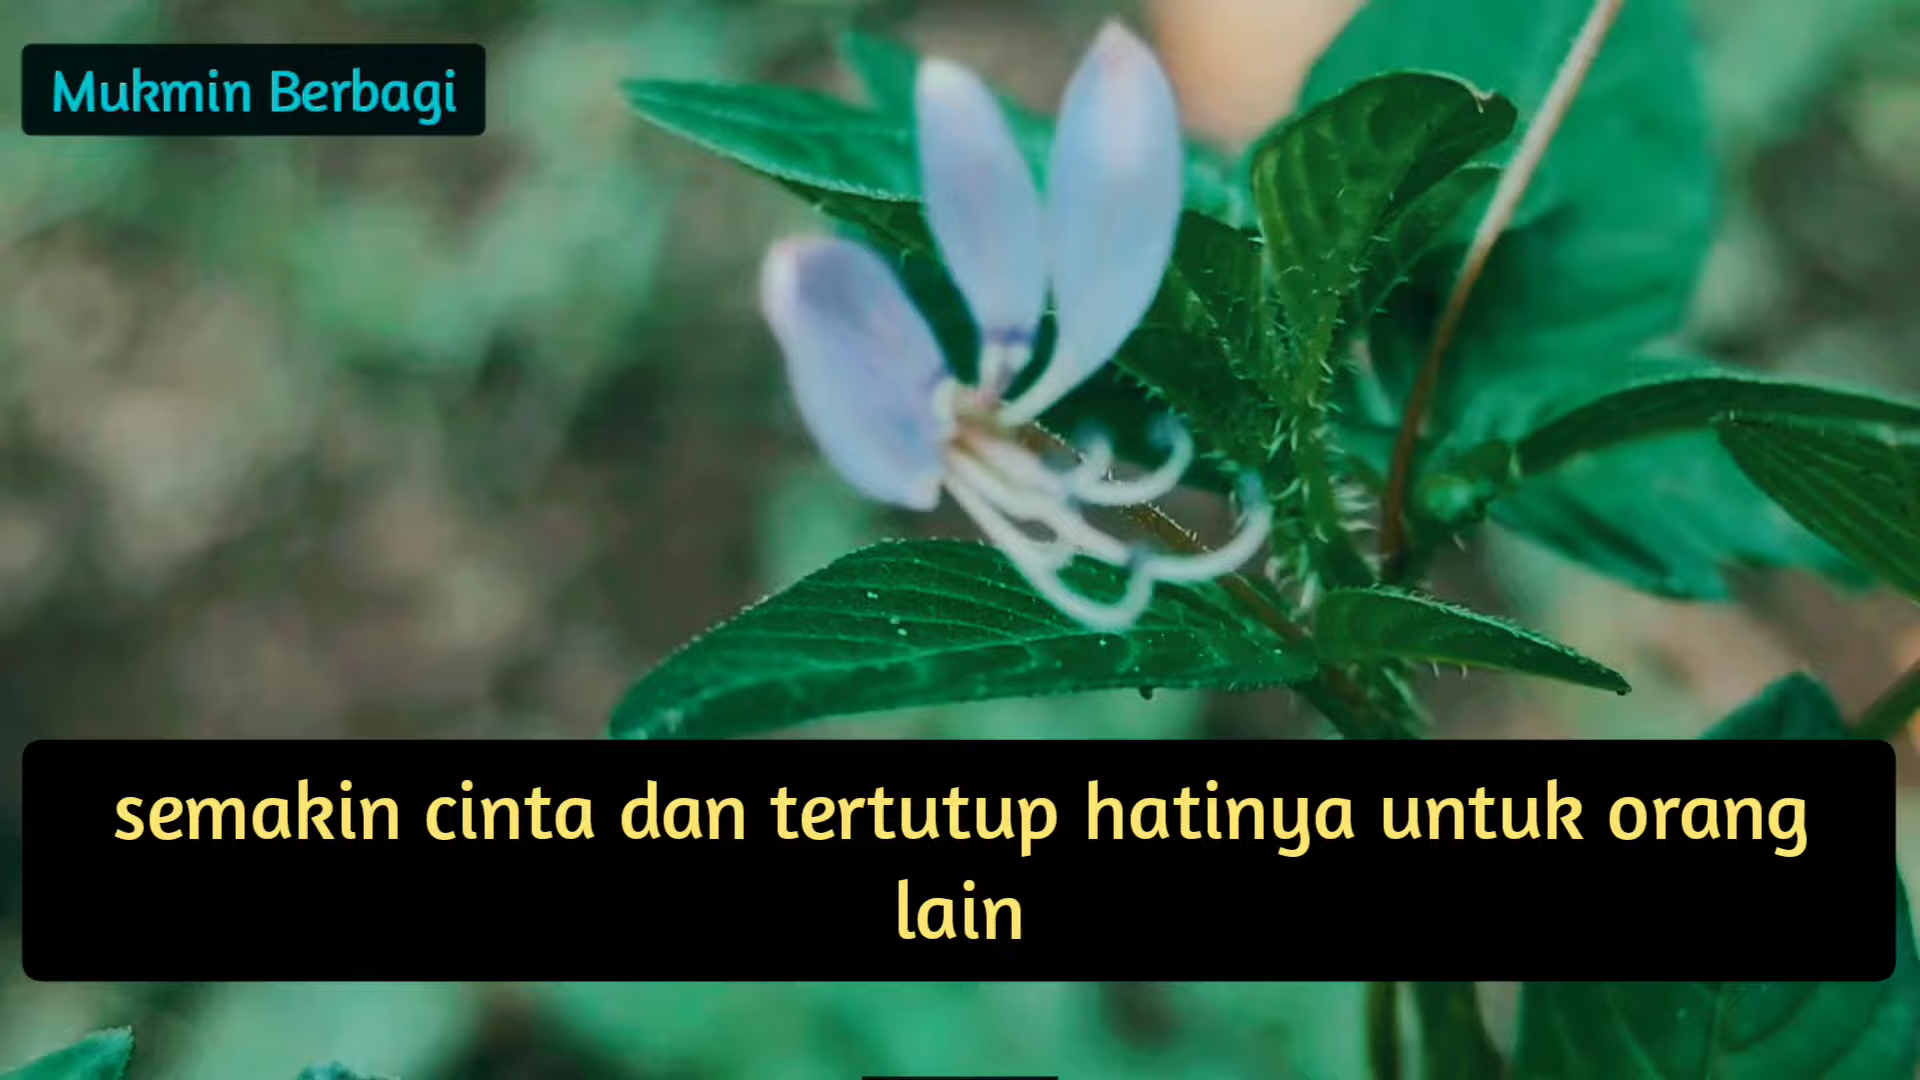 Mukmin Berbagi
semakin cinta dan tertutup hatinya untuk orang
lain